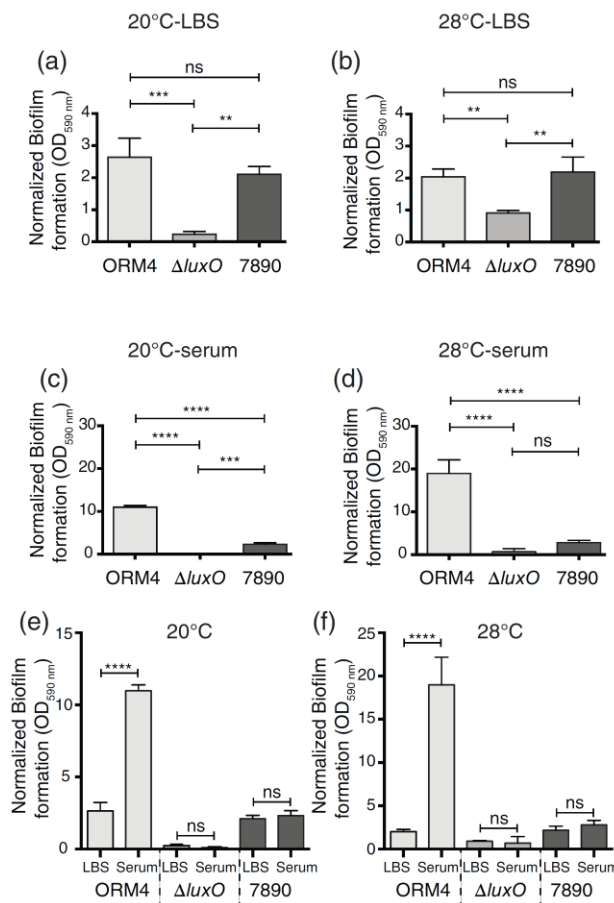 20°C-LBS
28°C-LBS
(a)
(b)
Normalized Biofilm
formation (OD590 nm)
4
3
2
1
0
ns
***
**
ORM4 ΔluxO 7890
Normalized Biofilm
formation (OD590 nm)
4
3
2
1
0
ns
**
**
ORM4 ΔluxO 7890
20°C-serum
28°C-serum
(c)
(d)
Normalized Biofilm
formation (OD590 nm)
30
20
10
0
****
****
***
ORM4 ΔluxO 7890
Normalized Biofilm
formation (OD590 nm)
30
20
10
0
****
****
ns
ORM4 ΔluxO 7890
(e)
20°C
Normalized Biofilm
formation (OD590 nm)
15
10
5
0
****
ns
ns
LBS Serum LBS Serum LBS Serum
ORM4 ΔluxO 7890
(f)
28°C
Normalized Biofilm
formation (OD590 nm)
25
20
15
10
5
0
****
ns
ns
LBS Serum LBS Serum LBS Serum
ORM4 ΔluxO 7890